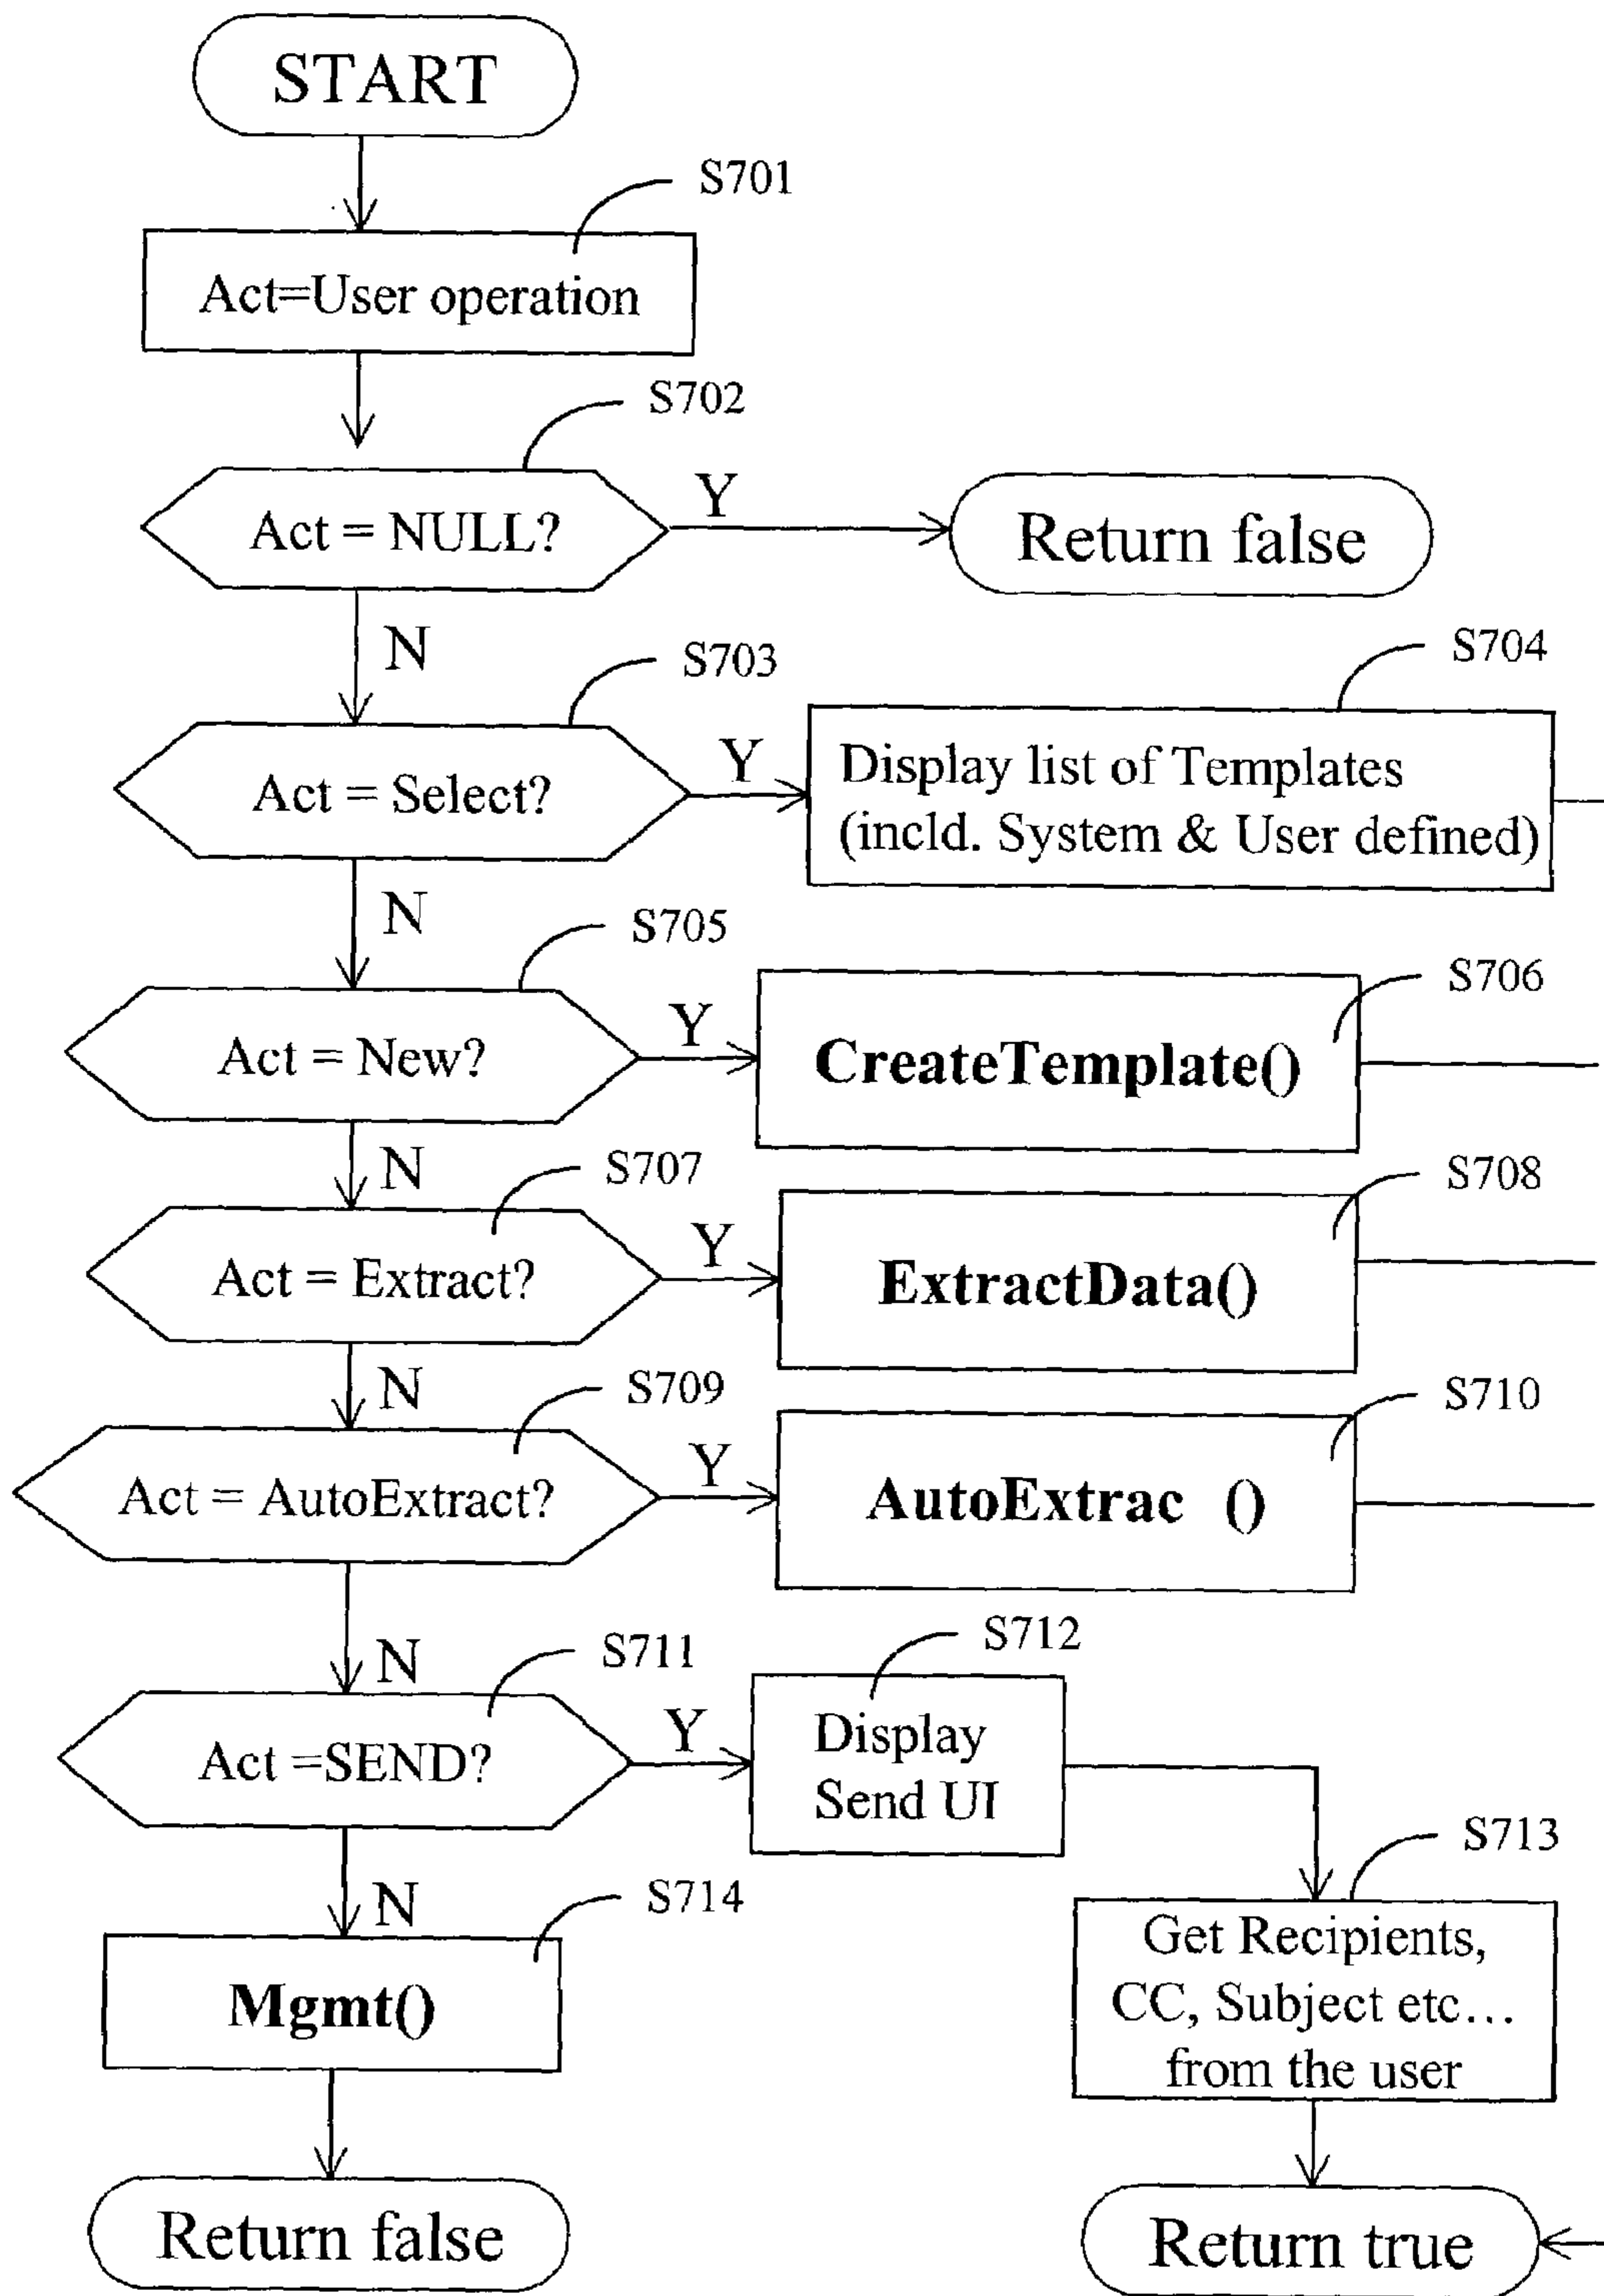 START
S701
Act=User operation
S702
Act = NULL?
Y
Return false
N
S703
S704
Act = Select?
Y
Display list of Templates
(incld. System & User defined)
N
S705
S706
Act = New?
Y
CreateTemplate()
N
S707
S708
Act = Extract?
Y
ExtractData()
N
S709
S710
Act = AutoExtract?
Y
AutoExtrac ()
N
S711
S712
Act =SEND?
Y
Display
Send UI
S713
N
S714
Get Recipients,
CC, Subject etc...
from the user
Mgmt()
Return false
Return true